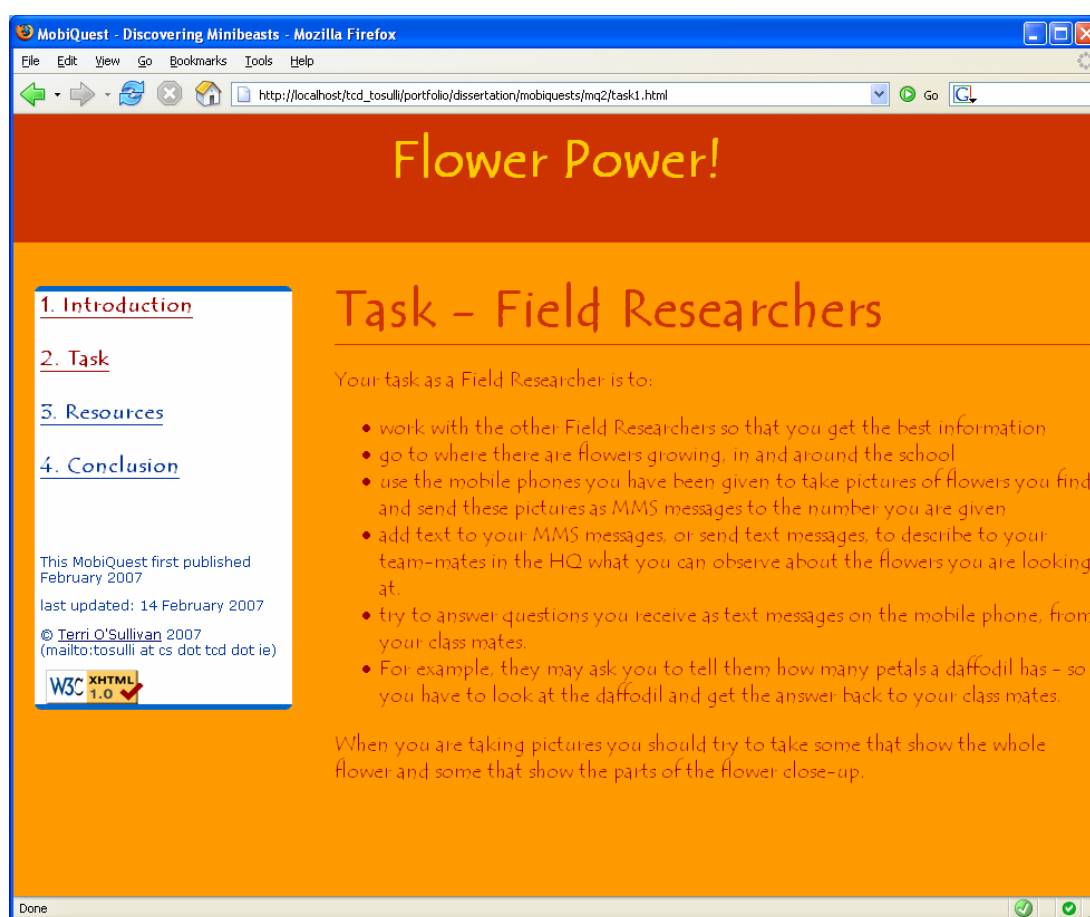 MobiQuest - Discovering Minibeasts - Mozilla Firefox
File Edit View Go Bookmarks Tools Help
http://localhost/tcd_tosulli/portfolio/dissertation/mobiquests/mq2/task1.html Go G
Flower Power!
1. Introduction
2. Task
3. Resources
4. Conclusion
This MobiQuest first published
February 2007
last updated: 14 February 2007
© Terri O'Sullivan 2007
(mailto:tosulli at cs dot tcd dot ie)
W3C XHTML 1.0
Task - Field Researchers
Your task as a Field Researcher is to:
• work with the other Field Researchers so that you get the best information
• go to where there are flowers growing, in and around the school
• use the mobile phones you have been given to take pictures of flowers you find
and send these pictures as MMS messages to the number you are given
• add text to your MMS messages, or send text messages, to describe to your
team-mates in the HQ what you can observe about the flowers you are looking
at.
• try to answer questions you receive as text messages on the mobile phone, from
your class mates.
• For example, they may ask you to tell them how many petals a daffodil has - so
you have to look at the daffodil and get the answer back to your class mates.
When you are taking pictures you should try to take some that show the whole
flower and some that show the parts of the flower close-up.
Done